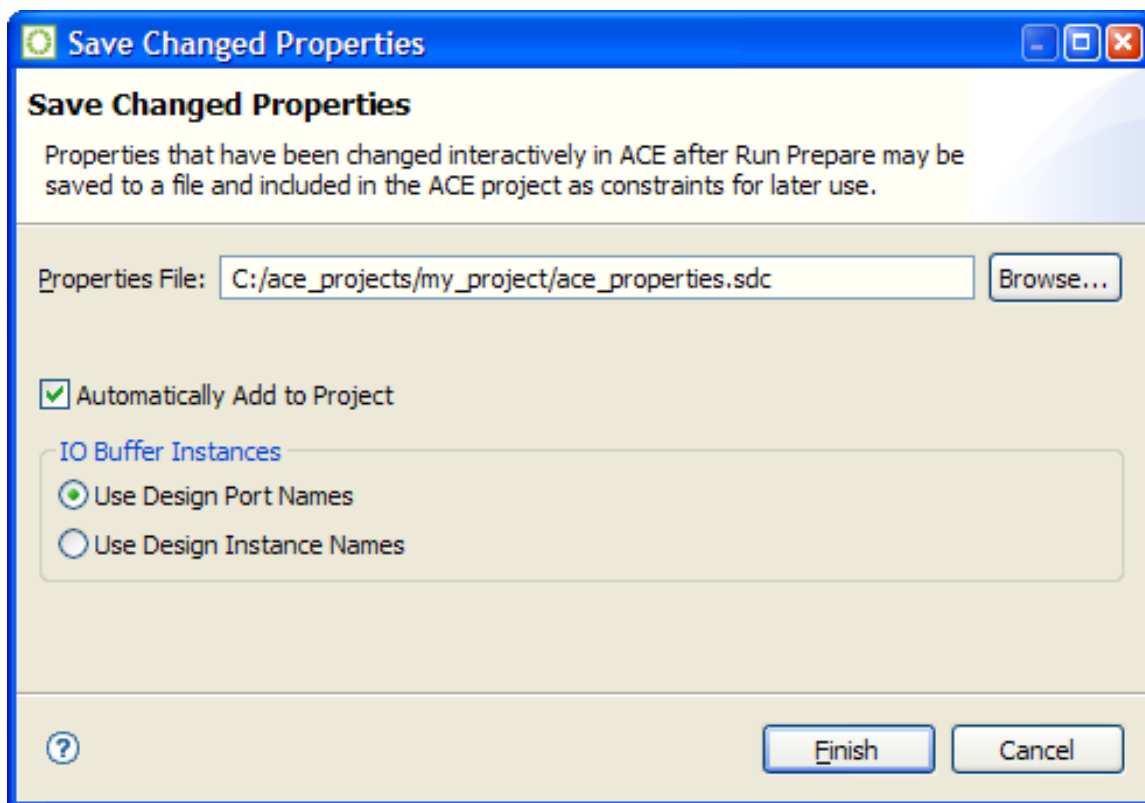 Save Changed Properties
Save Changed Properties
Properties that have been changed interactively in ACE after Run Prepare may be
saved to a file and included in the ACE project as constraints for later use.
Properties File: C:/ace_projects/my_project/ace_properties.sdc Browse...
Automatically Add to Project
IO Buffer Instances
Use Design Port Names
Use Design Instance Names
? Finish Cancel